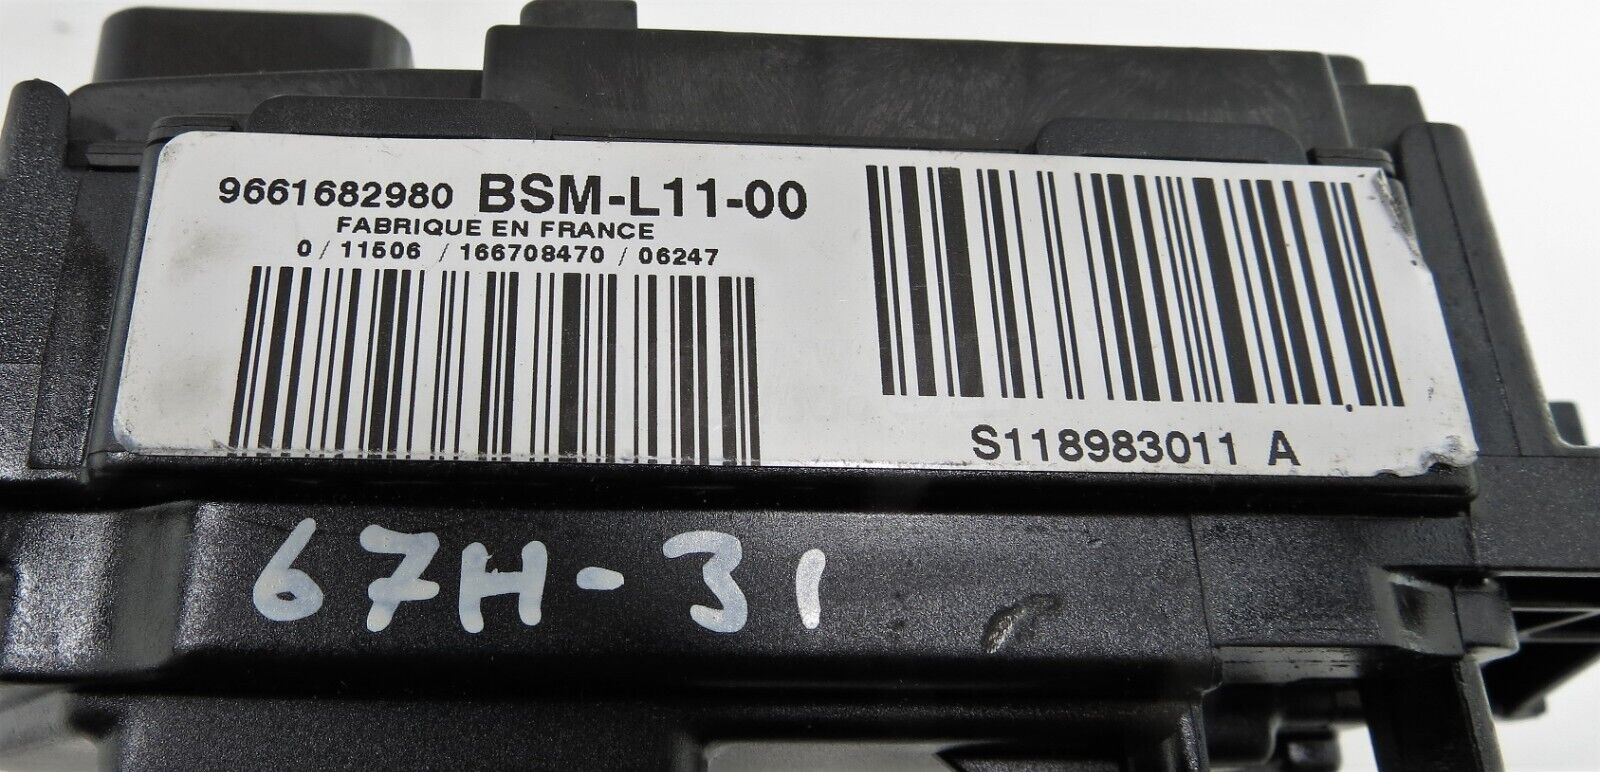 9661682980 BSM-L11-00
FABRIQUE EN FRANCE
0 / 11506 / 166708470 / 06247
S118983011 A
67H-31